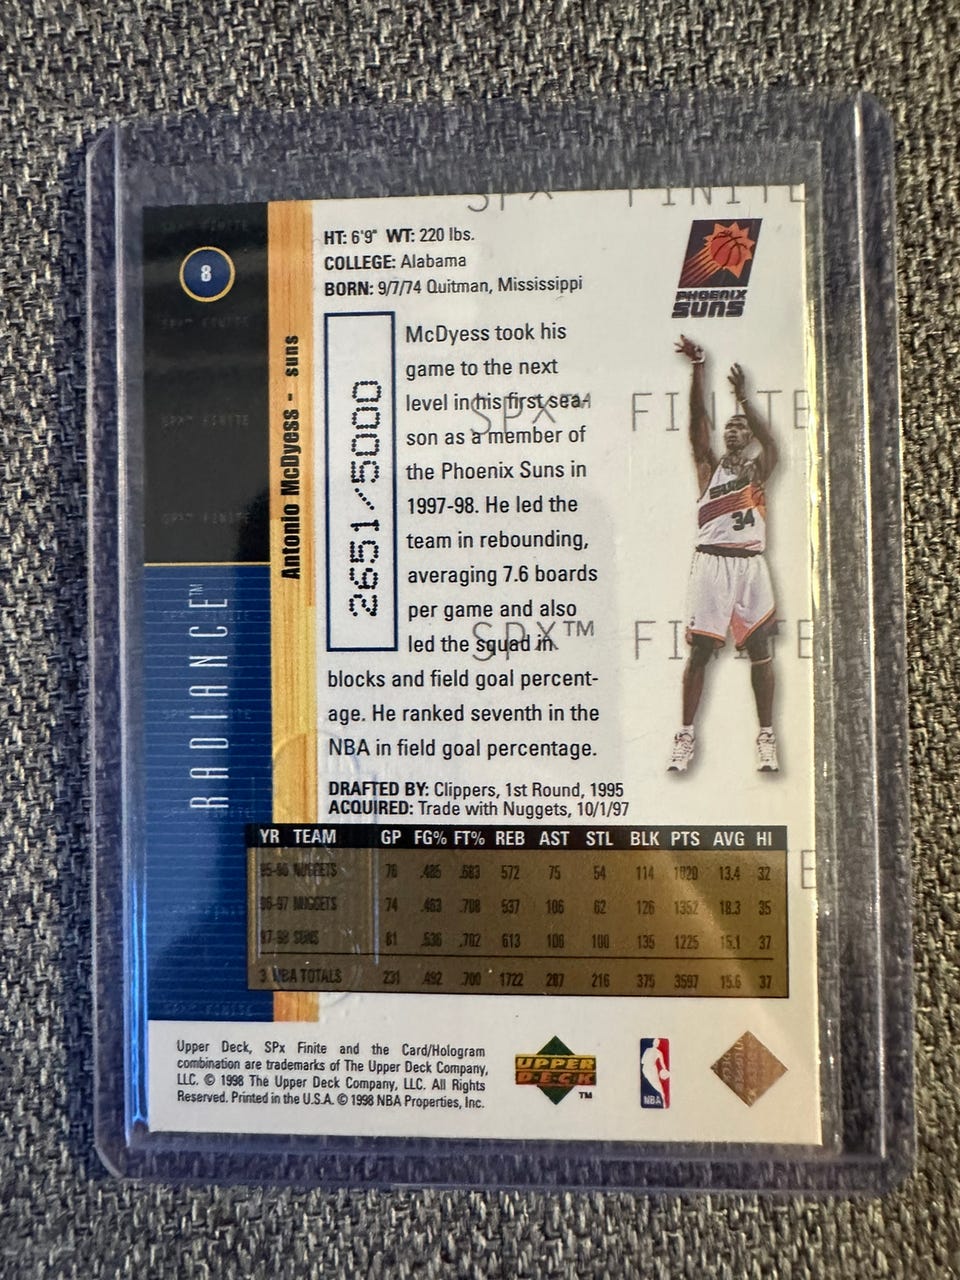 SPX™ FINITE
8
HT: 6'9" WT: 220 lbs.
COLLEGE: Alabama
BORN: 9/7/74 Quitman, Mississippi
PHOENIX
SUNS
Antonio McDyess - suns
RADIANCE™
2651/5000
McDyess took his
game to the next
level in his first sea-
son as a member of
the Phoenix Suns in
1997-98. He led the
team in rebounding,
averaging 7.6 boards
per game and also
led the squad in
blocks and field goal percent-
age. He ranked seventh in the
NBA in field goal percentage.
SPX™ FINITE
SPX™ FINITE
SUNS
34
DRAFTED BY: Clippers, 1st Round, 1995
ACQUIRED: Trade with Nuggets, 10/1/97
YR TEAM GP FG% FT% REB AST STL BLK PTS AVG HI
95-96 NUGGETS 76 .485 .683 572 75 54 114 1020 13.4 32
96-97 NUGGETS 74 .463 .708 537 106 62 126 1352 18.3 35
97-98 SUNS 81 .536 .702 613 106 100 135 1225 15.1 37
3 NBA TOTALS 231 .492 .700 1722 287 216 375 3597 15.6 37
Upper Deck, SPx Finite and the Card/Hologram
combination are trademarks of The Upper Deck Company,
LLC. © 1998 The Upper Deck Company, LLC. All Rights
Reserved. Printed in the U.S.A. © 1998 NBA Properties, Inc.
UPPER
DECK™
NBA